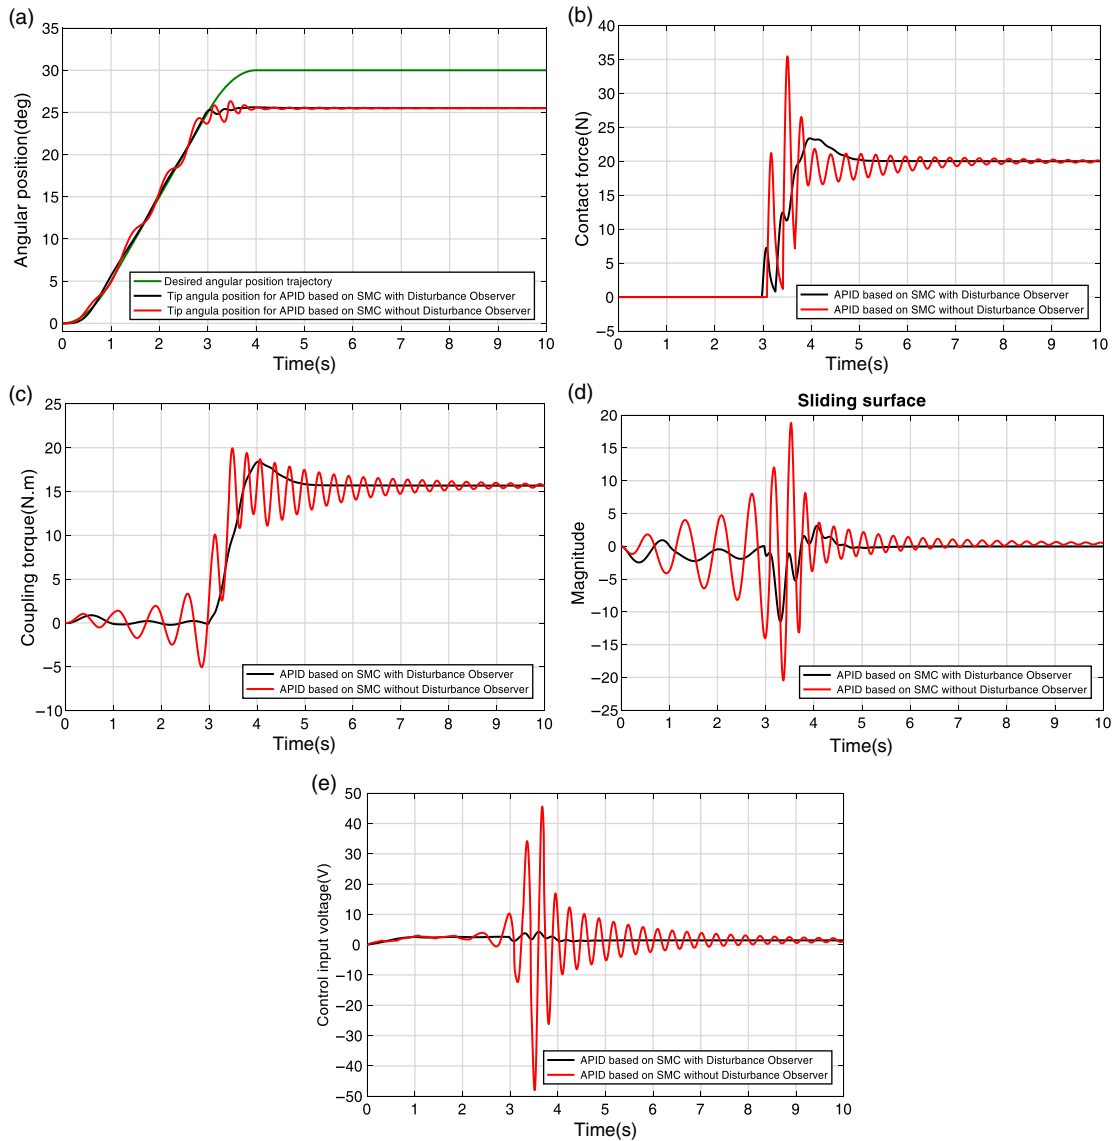 (a)
35
30
25
20
15
10
5
0
Angular position(deg)
Desired angular position trajectory
Tip angula position for APID based on SMC with Disturbance Observer
Tip angula position for APID based on SMC without Disturbance Observer
0 1 2 3 4 5 6 7 8 9 10
Time(s)
(b)
40
35
30
25
20
15
10
5
0
−5
Contact force(N)
APID based on SMC with Disturbance Observer
APID based on SMC without Disturbance Observer
0 1 2 3 4 5 6 7 8 9 10
Time(s)
(c)
25
20
15
10
5
0
−5
−10
Coupling torque(N.m)
APID based on SMC with Disturbance Observer
APID based on SMC without Disturbance Observer
0 1 2 3 4 5 6 7 8 9 10
Time(s)
(d)
Sliding surface
20
15
10
5
0
−5
−10
−15
−20
−25
Magnitude
APID based on SMC with Disturbance Observer
APID based on SMC without Disturbance Observer
0 1 2 3 4 5 6 7 8 9 10
Time(s)
(e)
50
40
30
20
10
0
−10
−20
−30
−40
−50
Control input voltage(V)
APID based on SMC with Disturbance Observer
APID based on SMC without Disturbance Observer
0 1 2 3 4 5 6 7 8 9 10
Time(s)